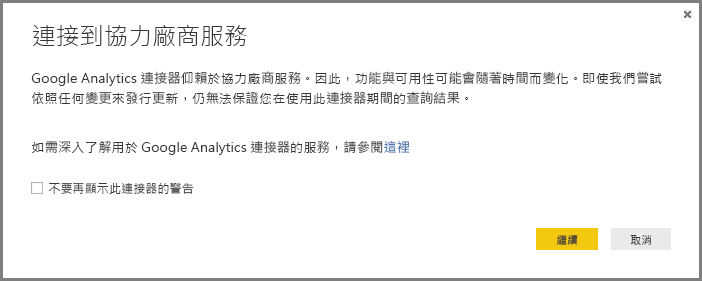 連接到協力廠商服務
Google Analytics 連接器仰賴於協力廠商服務。因此，功能與可用性可能會隨著時間而變化。即使我們嘗試
依照任何變更來發行更新，仍無法保證您在使用此連接器期間的查詢結果。
如需深入了解用於 Google Analytics 連接器的服務，請參閱這裡
不要再顯示此連接器的警告
繼續
取消